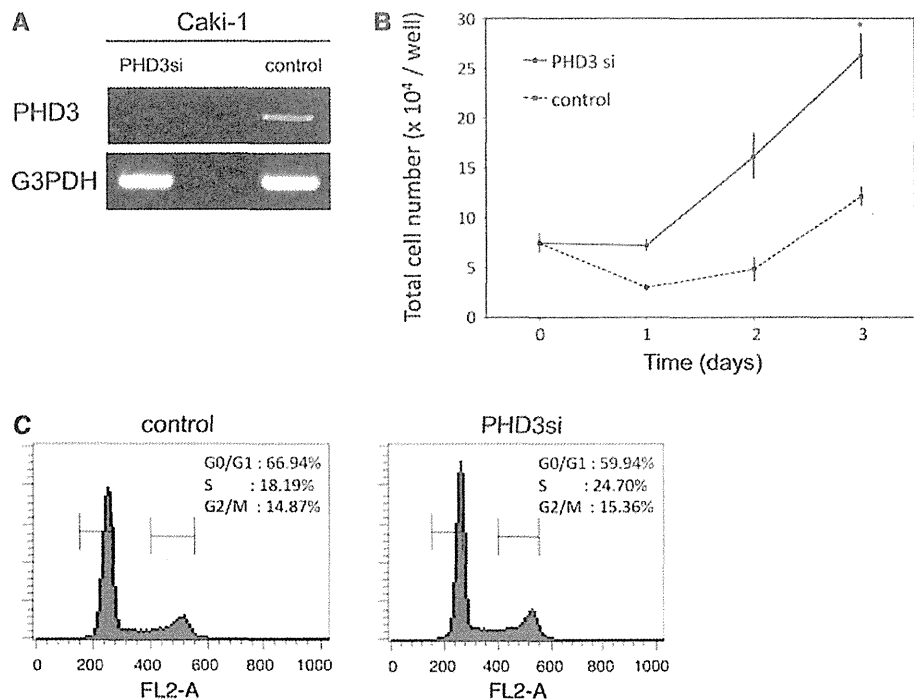 A
Caki-1
PHD3si control
PHD3
G3PDH
B
Total cell number (x 10⁴ / well)
30
25
20
15
10
5
0
PHD3 si
control
*
0 1 2 3
Time (days)
C
control
G0/G1 : 66.94%
S : 18.19%
G2/M : 14.87%
0 200 400 600 800 1000
FL2-A
PHD3si
G0/G1 : 59.94%
S : 24.70%
G2/M : 15.36%
0 200 400 600 800 1000
FL2-A